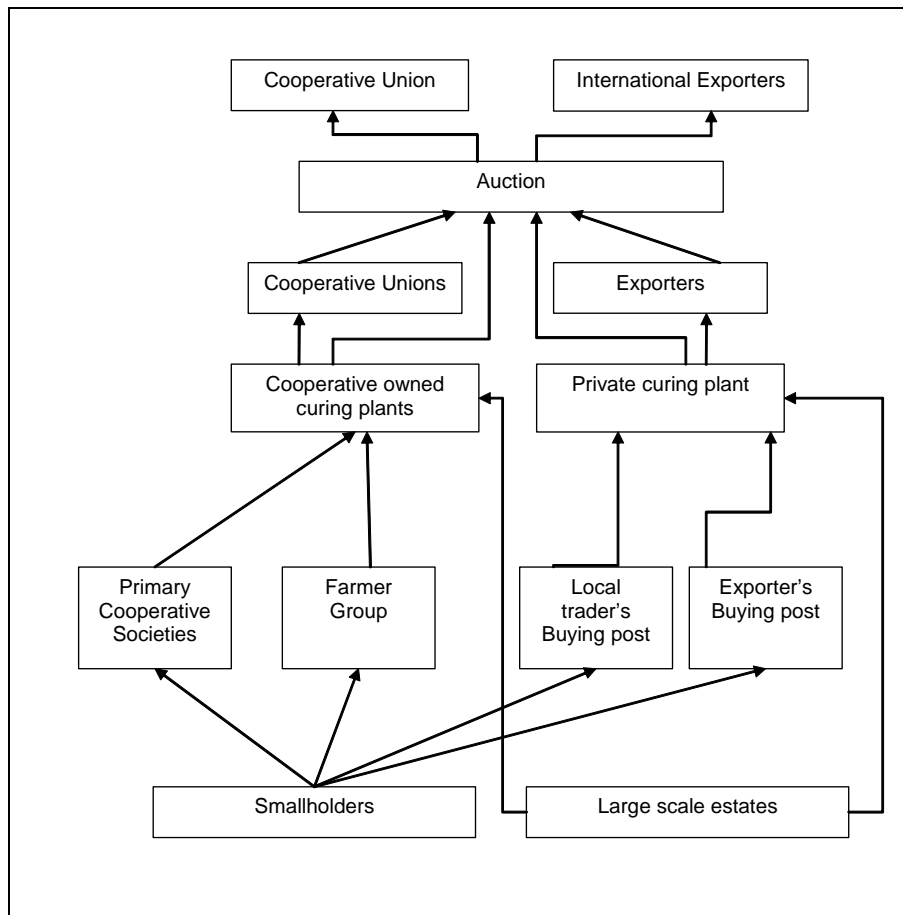 Cooperative Union
International Exporters
Auction
Cooperative Unions
Exporters
Cooperative owned
curing plants
Private curing plant
Primary
Cooperative
Societies
Farmer
Group
Local
trader's
Buying post
Exporter's
Buying post
Smallholders
Large scale estates